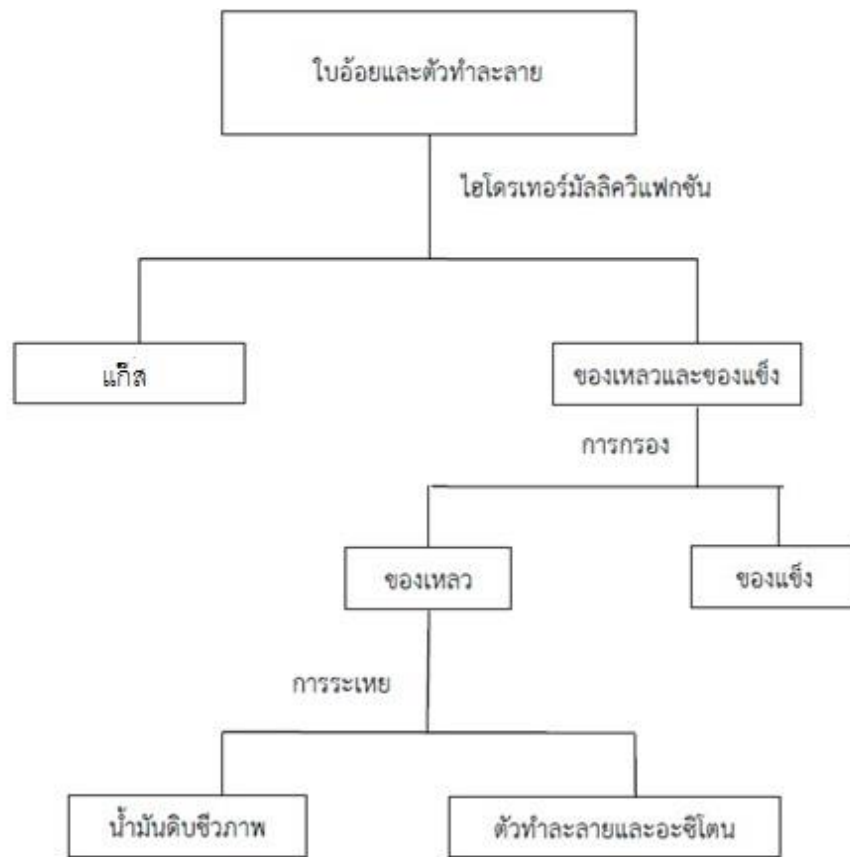 ใบอ้อยและตัวทำละลาย
ไฮโดรเทอร์มัลลิควิแฟกชัน
แก๊ส
ของเหลวและของแข็ง
การกรอง
ของเหลว
ของแข็ง
การระเหย
น้ำมันดิบชีวภาพ
ตัวทำละลายและอะซิโตน